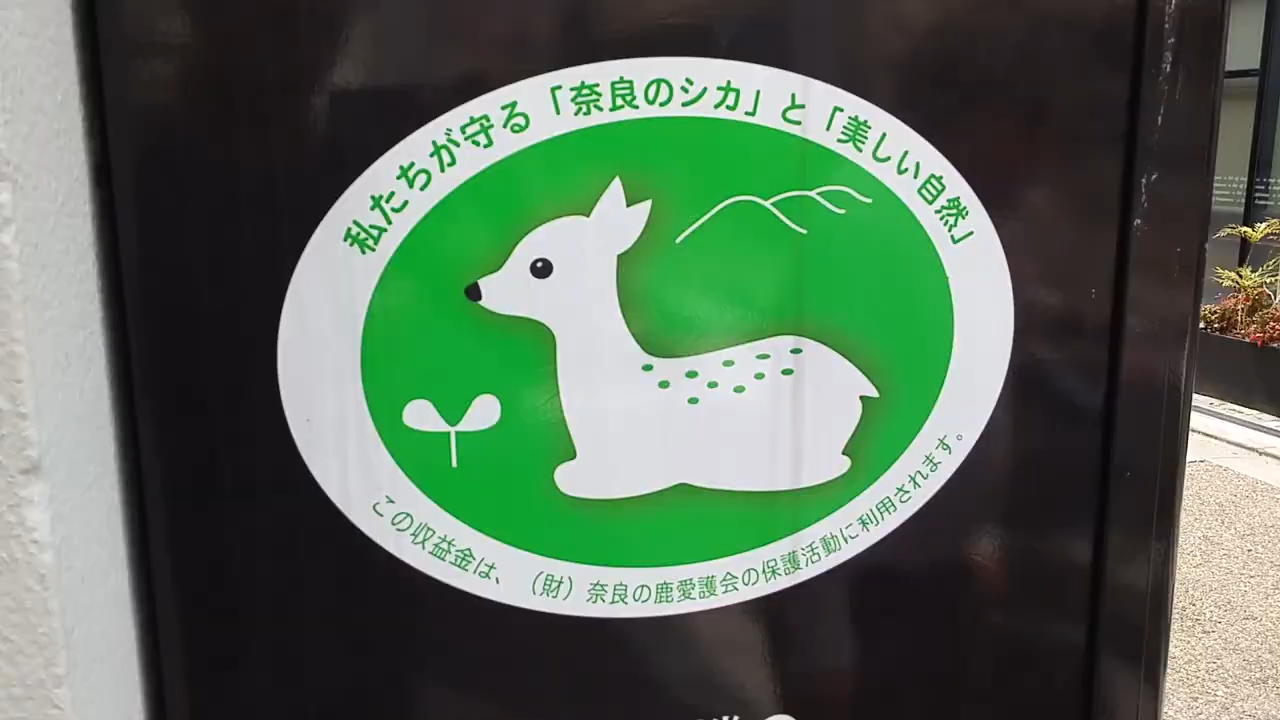 私たちが守る「奈良のシカ」と「美しい自然」
この収益金は、（財）奈良の鹿愛護会の保護活動に利用されます。